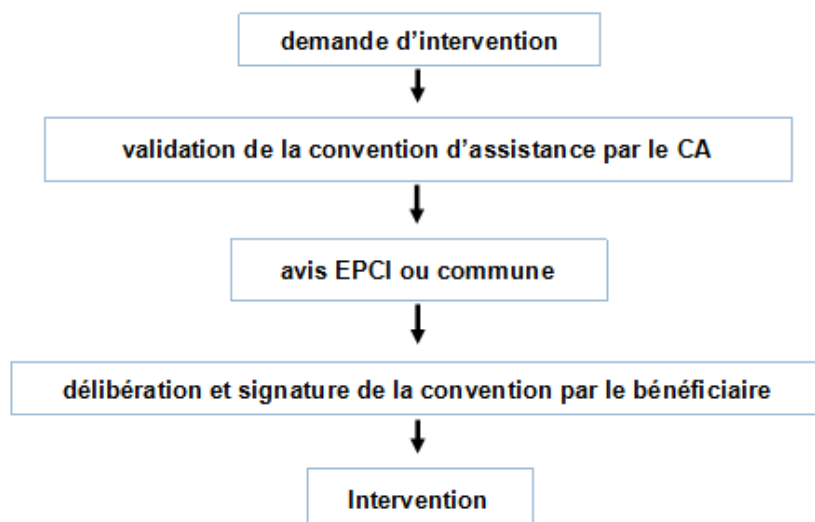 demande d’intervention
validation de la convention d’assistance par le CA
avis EPCI ou commune
délibération et signature de la convention par le bénéficiaire
Intervention